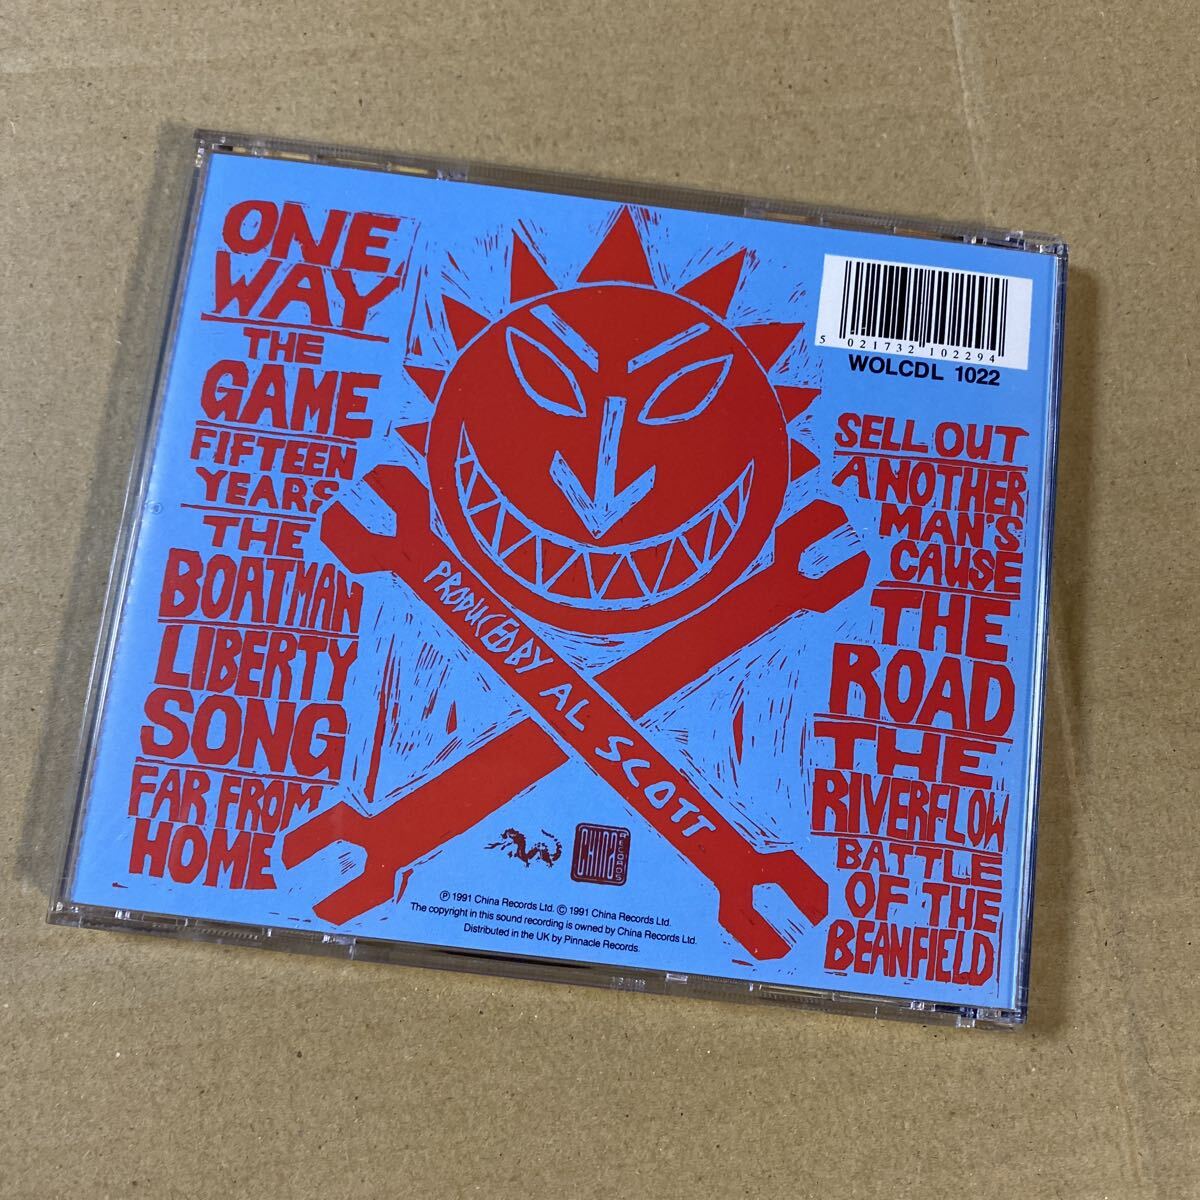 ONE
WAY
THE
GAME
FIFTEEN
YEARS
THE
BOATMAN
LIBERTY
SONG
FAR FROM
HOME
PRODUCED BY AL SCOTT
5 021732 102294
WOLCDL 1022
SELL OUT
ANOTHER
MAN'S
CAUSE
THE
ROAD
THE
RIVERFLOW
BATTLE
OF THE
BEANFIELD
CHINA
RECORDS
℗ 1991 China Records Ltd. © 1991 China Records Ltd.
The copyright in this sound recording is owned by China Records Ltd.
Distributed in the UK by Pinnacle Records.